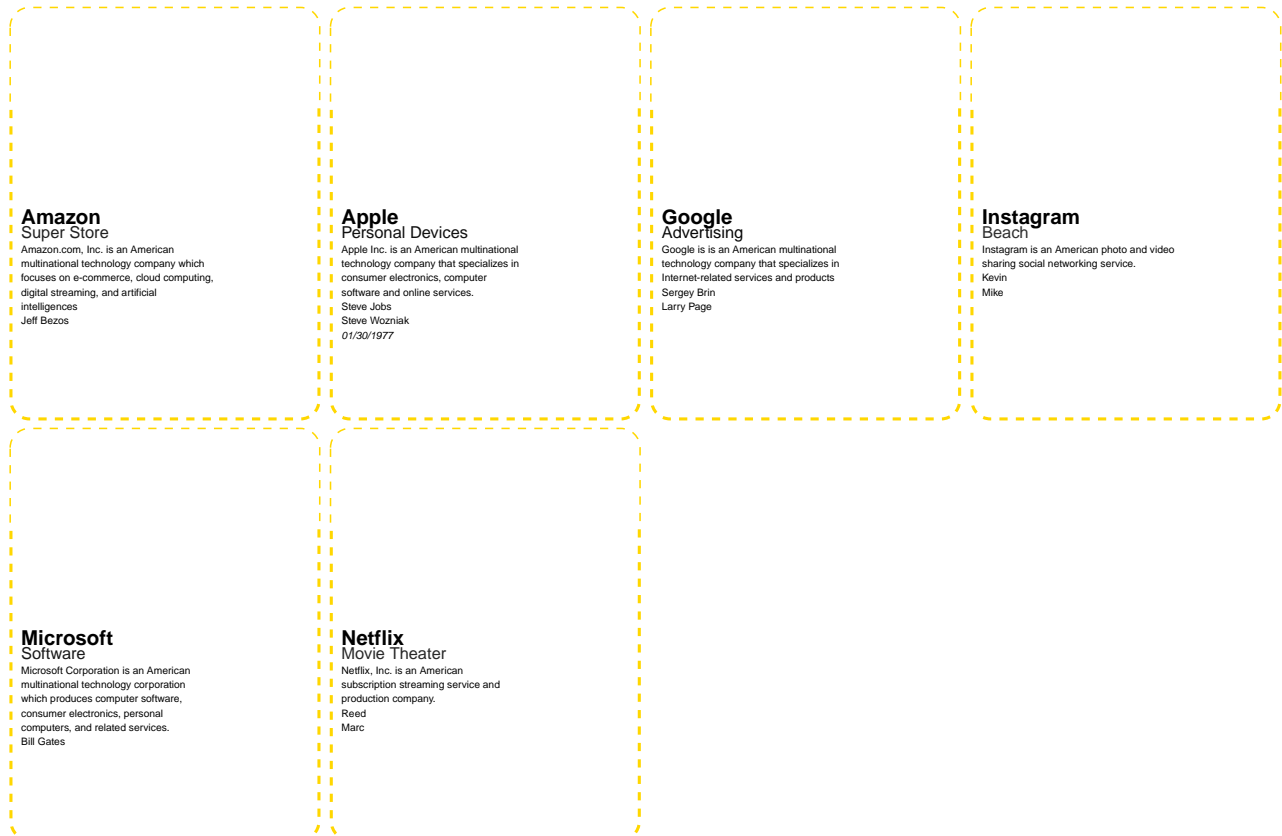 Amazon
Super Store
Amazon.com, Inc. is an American
multinational technology company which
focuses on e-commerce, cloud computing,
digital streaming, and artificial
intelligences
Jeff Bezos
Apple
Personal Devices
Apple Inc. is an American multinational
technology company that specializes in
consumer electronics, computer
software and online services.
Steve Jobs
Steve Wozniak
01/30/1977
Google
Advertising
Google is is an American multinational
technology company that specializes in
Internet-related services and products
Sergey Brin
Larry Page
Instagram
Beach
Instagram is an American photo and video
sharing social networking service.
Kevin
Mike
Microsoft
Software
Microsoft Corporation is an American
multinational technology corporation
which produces computer software,
consumer electronics, personal
computers, and related services.
Bill Gates
Netflix
Movie Theater
Netflix, Inc. is an American
subscription streaming service and
production company.
Reed
Marc